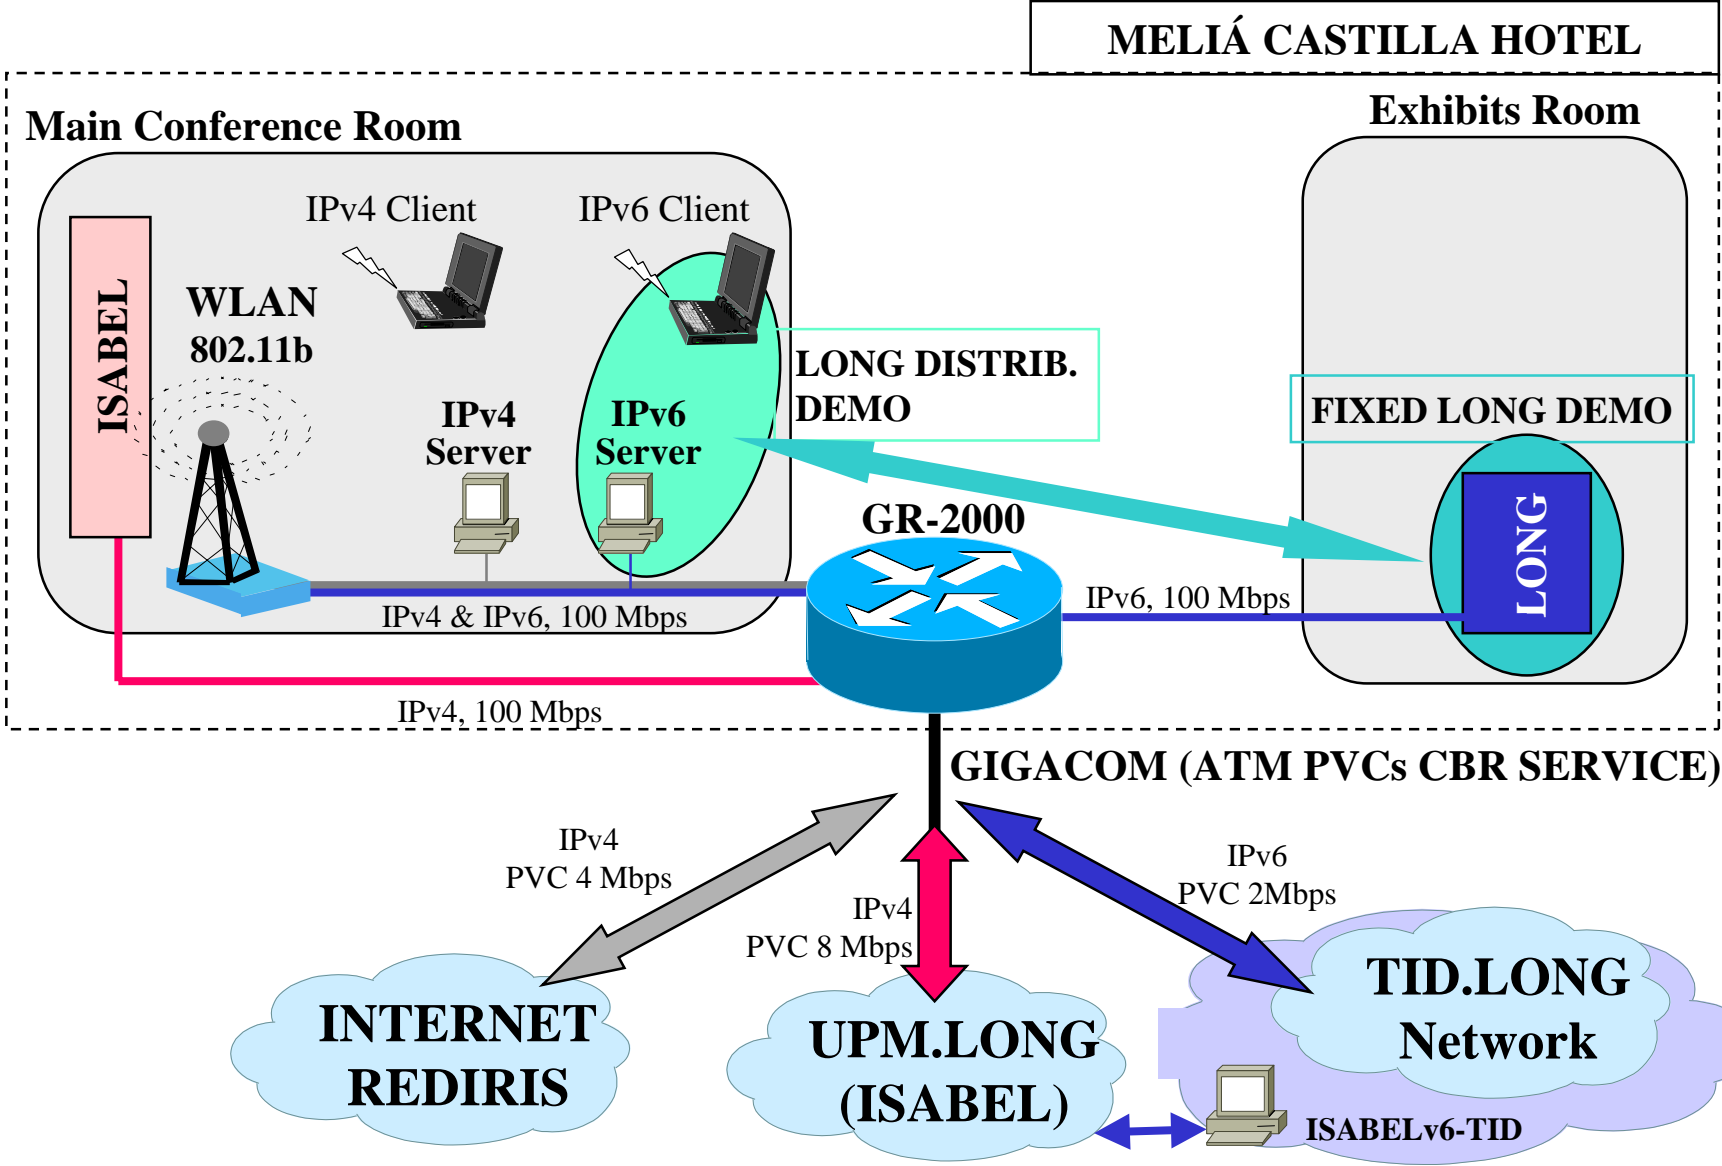 MELIÁ CASTILLA HOTEL
Main Conference Room
Exhibits Room
IPv4 Client
IPv6 Client
ISABEL
WLAN
802.11b
LONG DISTRIB.
DEMO
FIXED LONG DEMO
IPv4
Server
IPv6
Server
GR-2000
LONG
IPv4 & IPv6, 100 Mbps
IPv6, 100 Mbps
IPv4, 100 Mbps
GIGACOM (ATM PVCs CBR SERVICE)
IPv4
PVC 4 Mbps
IPv4
PVC 8 Mbps
IPv6
PVC 2Mbps
INTERNET
REDIRIS
UPM.LONG
(ISABEL)
TID.LONG
Network
ISABELv6-TID